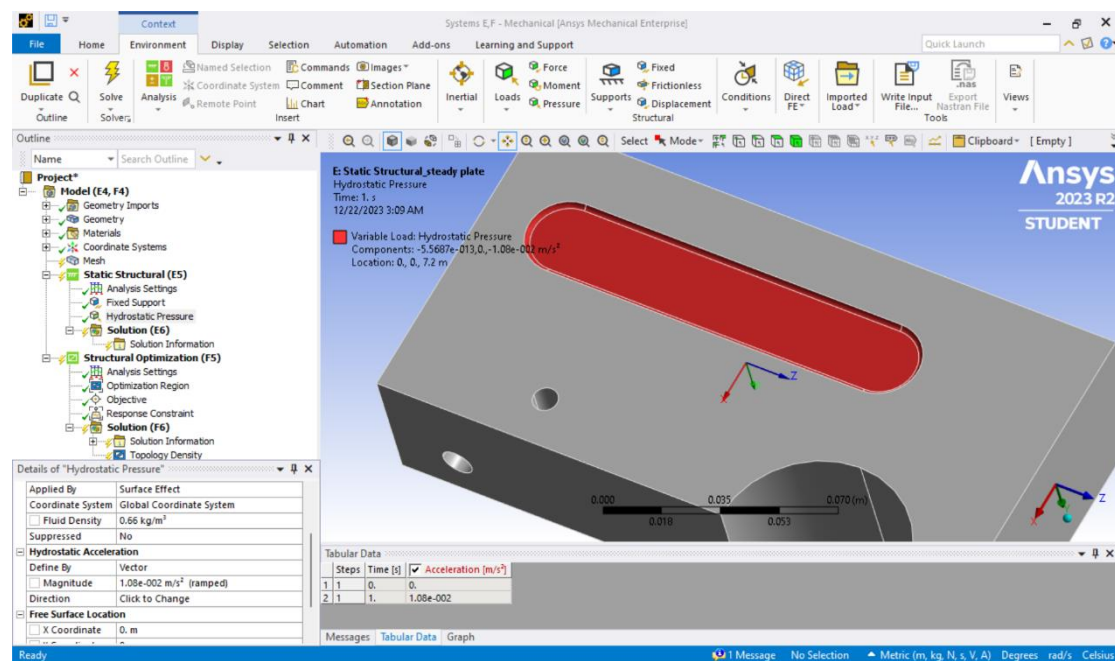 Context
Systems E,F - Mechanical [Ansys Mechanical Enterprise]
File Home Environment Display Selection Automation Add-ons Learning and Support Quick Launch
Duplicate Q Solve Analysis Named Selection Coordinate System Remote Point Commands Comment Chart Images Section Plane Annotation Inertial Loads Force Moment Pressure Supports Fixed Frictionless Displacement Conditions Direct FE Imported Load Write Input File... Export Nastran File Views
Outline Solvers Insert Structural Tools
Outline
Name Search Outline
Select Mode Clipboard [Empty]
Project*
Model (E4, F4)
Geometry Imports
Geometry
Materials
Coordinate Systems
Mesh
Static Structural (E5)
Analysis Settings
Fixed Support
Hydrostatic Pressure
Solution (E6)
Solution Information
Structural Optimization (F5)
Analysis Settings
Optimization Region
Objective
Response Constraint
Solution (F6)
Solution Information
Topology Density
E: Static Structural_steady plate
Hydrostatic Pressure
Time: 1. s
12/22/2023 3:09 AM
Variable Load: Hydrostatic Pressure
Components: -5.5687e-013,0.,-1.08e-002 m/s²
Location: 0., 0., 7.2 m
Ansys
2023 R2
STUDENT
Z
X
0.000 0.035 0.070 (m)
0.018 0.053
Z
X
Details of "Hydrostatic Pressure"
Applied By Surface Effect
Coordinate System Global Coordinate System
Fluid Density 0.66 kg/m³
Suppressed No
Hydrostatic Acceleration
Define By Vector
Magnitude 1.08e-002 m/s² (ramped)
Direction Click to Change
Free Surface Location
X Coordinate 0. m
Tabular Data
Steps Time [s] Acceleration [m/s²]
1 1 0. 0.
2 1 1. 1.08e-002
Messages Tabular Data Graph
Ready 1 Message No Selection Metric (m, kg, N, s, V, A) Degrees rad/s Celsius